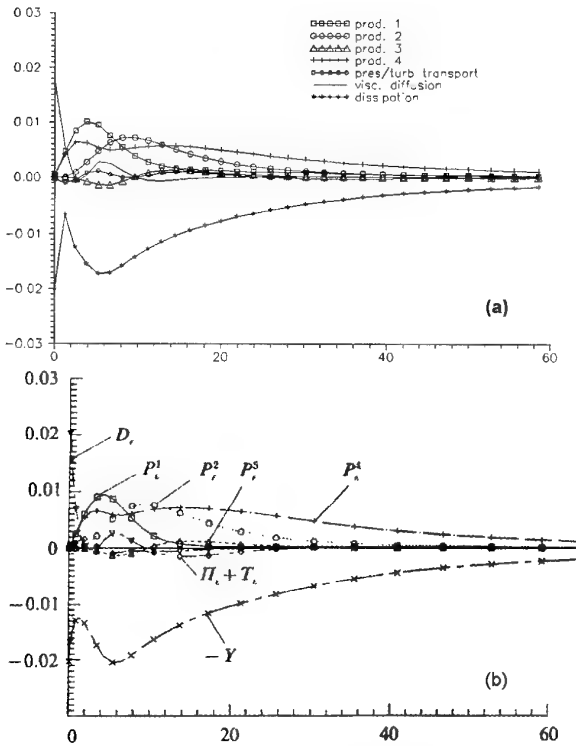 0.03
prod. 1
prod. 2
prod. 3
prod. 4
pres/turb transport
visc. diffusion
dissipation
0.02
0.01
0.00
-0.01
-0.02
-0.03
(a)
0
20
40
60
0.03
0.02
0.01
0
-0.01
-0.02
D
P
P
P
P
Π + T
-Y
(b)
0
20
40
60